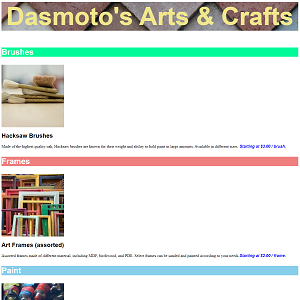 Dasmoto's Arts & Crafts
Brushes
Hacksaw Brushes
Made of the highest quality oak, Hacksaw brushes are known for their weight and ability to hold paint in large amounts. Available in different sizes. Starting at $3.00 / brush.
Frames
Art Frames (assorted)
Assorted frames made of different material, including MDF, birchwood, and PDE. Select frames can be sanded and painted according to your needs. Starting at $2.00 / frame.
Paint